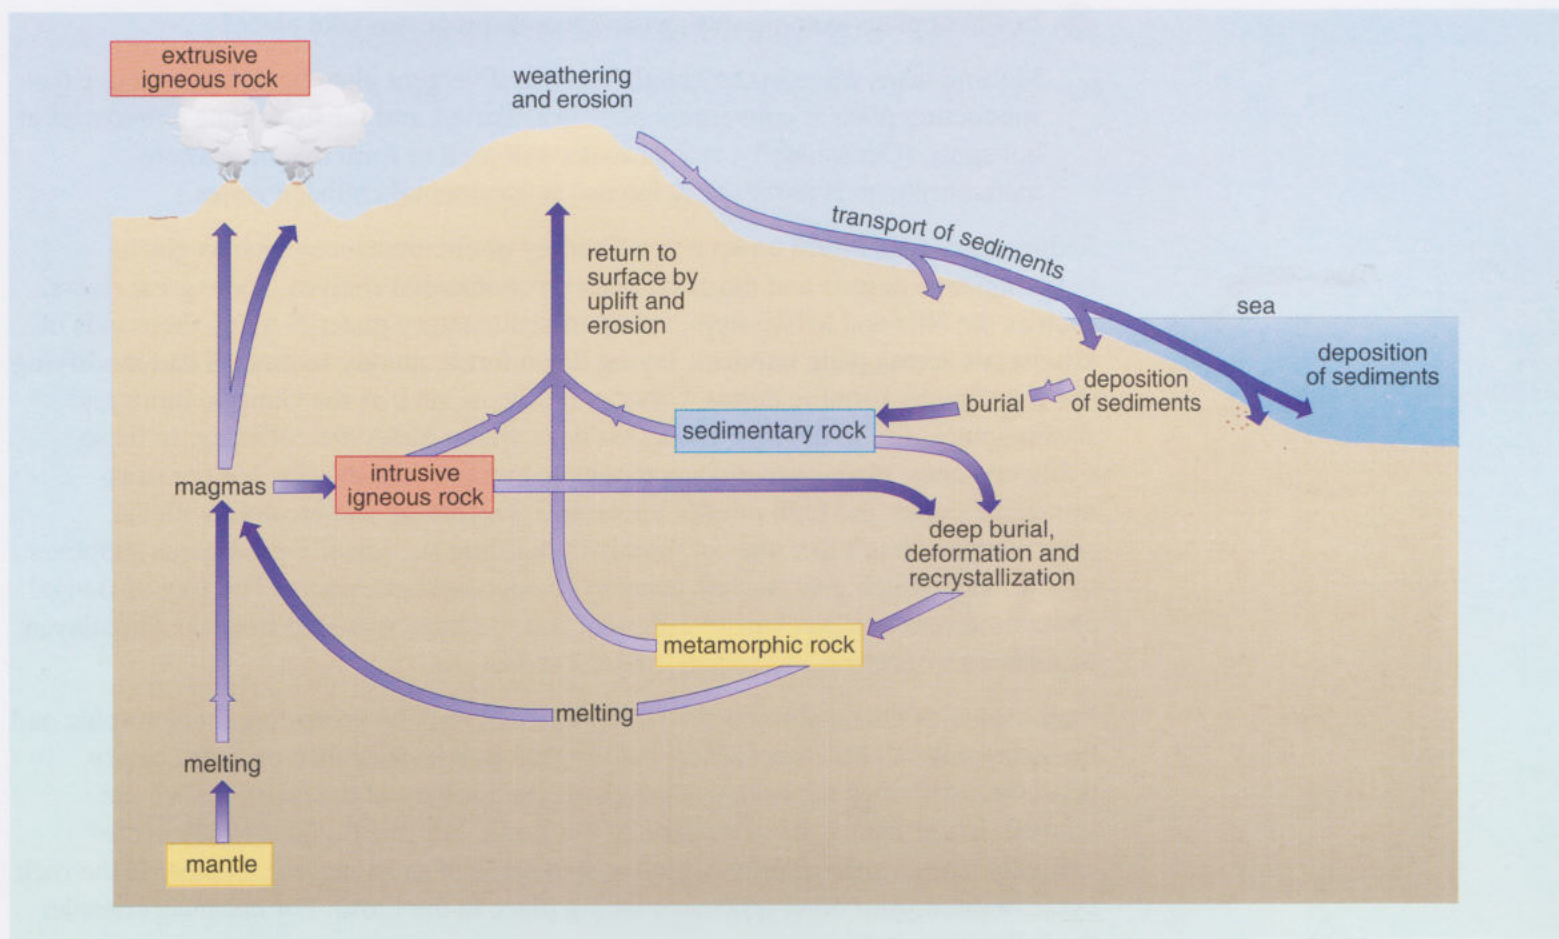 extrusive
igneous rock
weathering
and erosion
transport of sediments
return to
surface by
uplift and
erosion
sea
deposition
of sediments
deposition
of sediments
burial
sedimentary rock
intrusive
igneous rock
magmas
deep burial,
deformation and
recrystallization
metamorphic rock
melting
melting
mantle